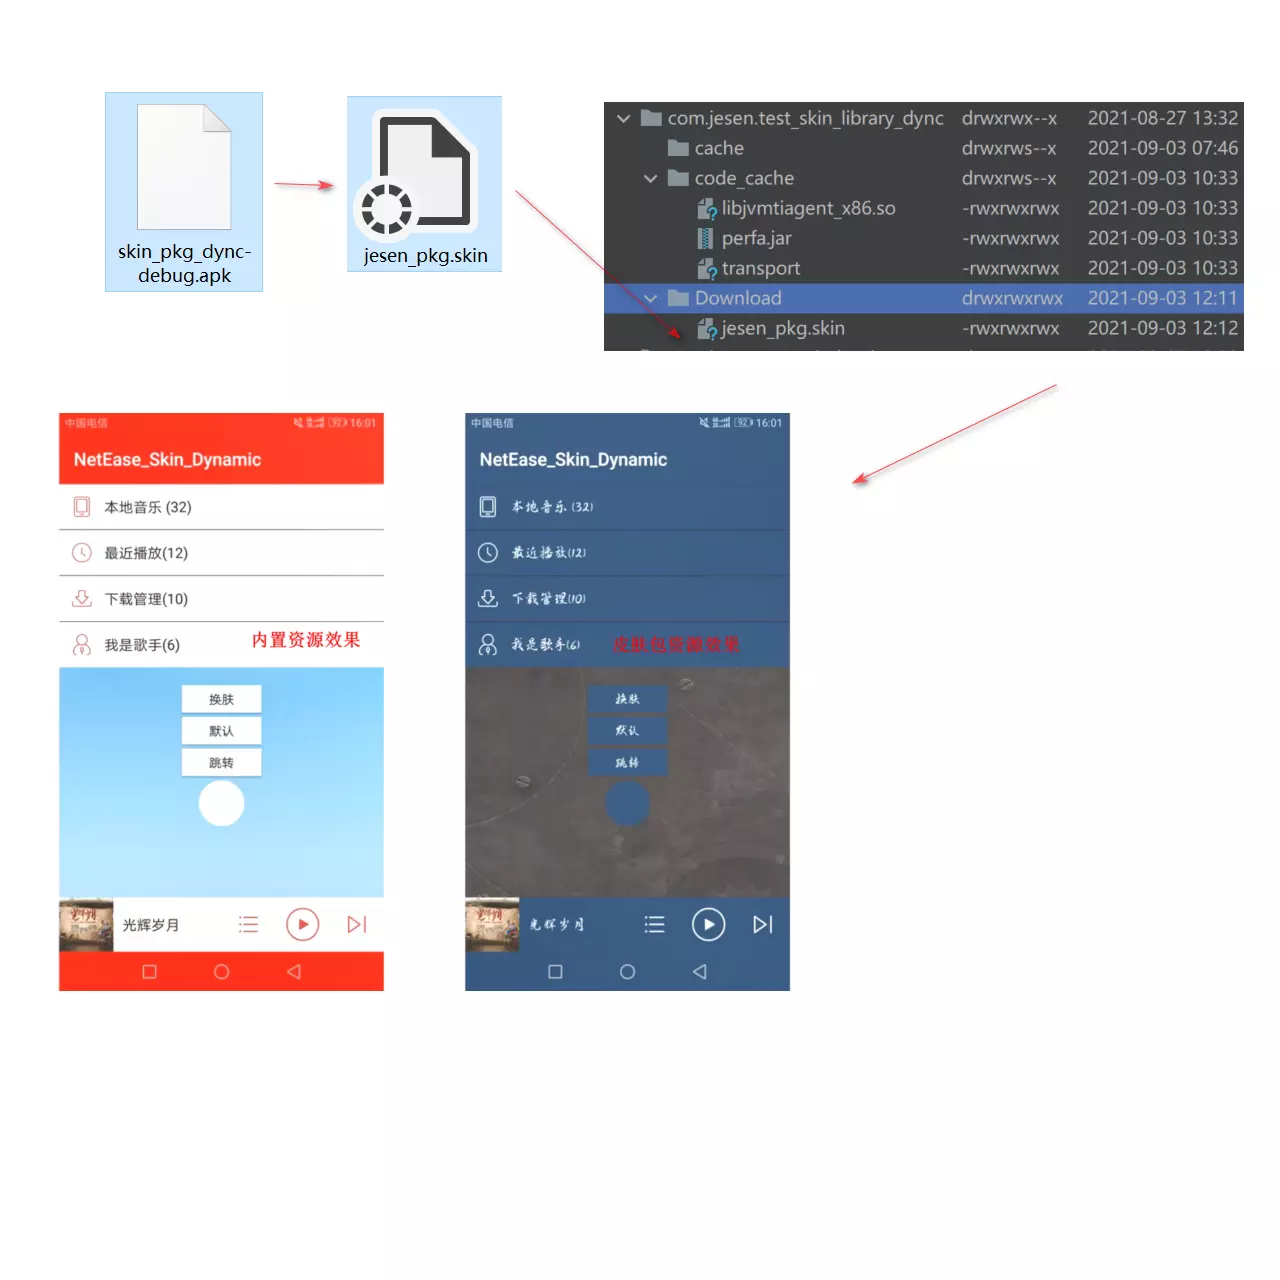 skin_pkg_dync-
debug.apk
jesen_pkg.skin
com.jesen.test_skin_library_dync drwxrwx--x 2021-08-27 13:32
cache drwxrws--x 2021-09-03 07:46
code_cache drwxrws--x 2021-09-03 10:33
libjvmtiagent_x86.so -rwxrwxrwx 2021-09-03 10:33
perfa.jar -rwxrwxrwx 2021-09-03 10:33
transport -rwxrwxrwx 2021-09-03 10:33
Download drwxrwxrwx 2021-09-03 12:11
jesen_pkg.skin -rwxrwxrwx 2021-09-03 12:12
中国电信 92 16:01
NetEase_Skin_Dynamic
本地音乐 (32)
最近播放(12)
下载管理(10)
我是歌手(6)
内置资源效果
换肤
默认
跳转
光辉岁月
中国电信 92 16:01
NetEase_Skin_Dynamic
本地音乐 (32)
最近播放(12)
下载管理(10)
我是歌手(6)
皮肤包资源效果
换肤
默认
跳转
光辉岁月